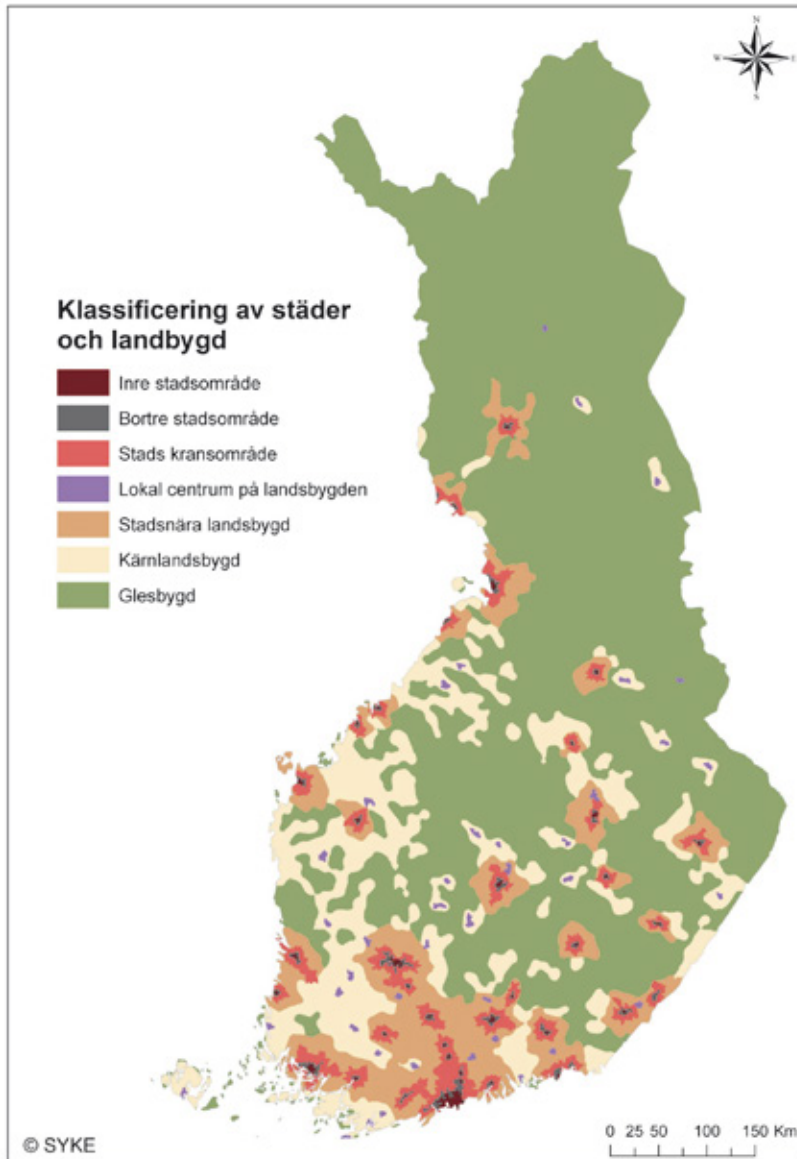 N
W
E
S
Klassificering av städer
och landbygd
Inre stadsområde
Bortre stadsområde
Stads kransområde
Lokal centrum på landsbygden
Stadsnära landsbygd
Kärnlandsbygd
Glesbygd
© SYKE
0 25 50 100 150 Km